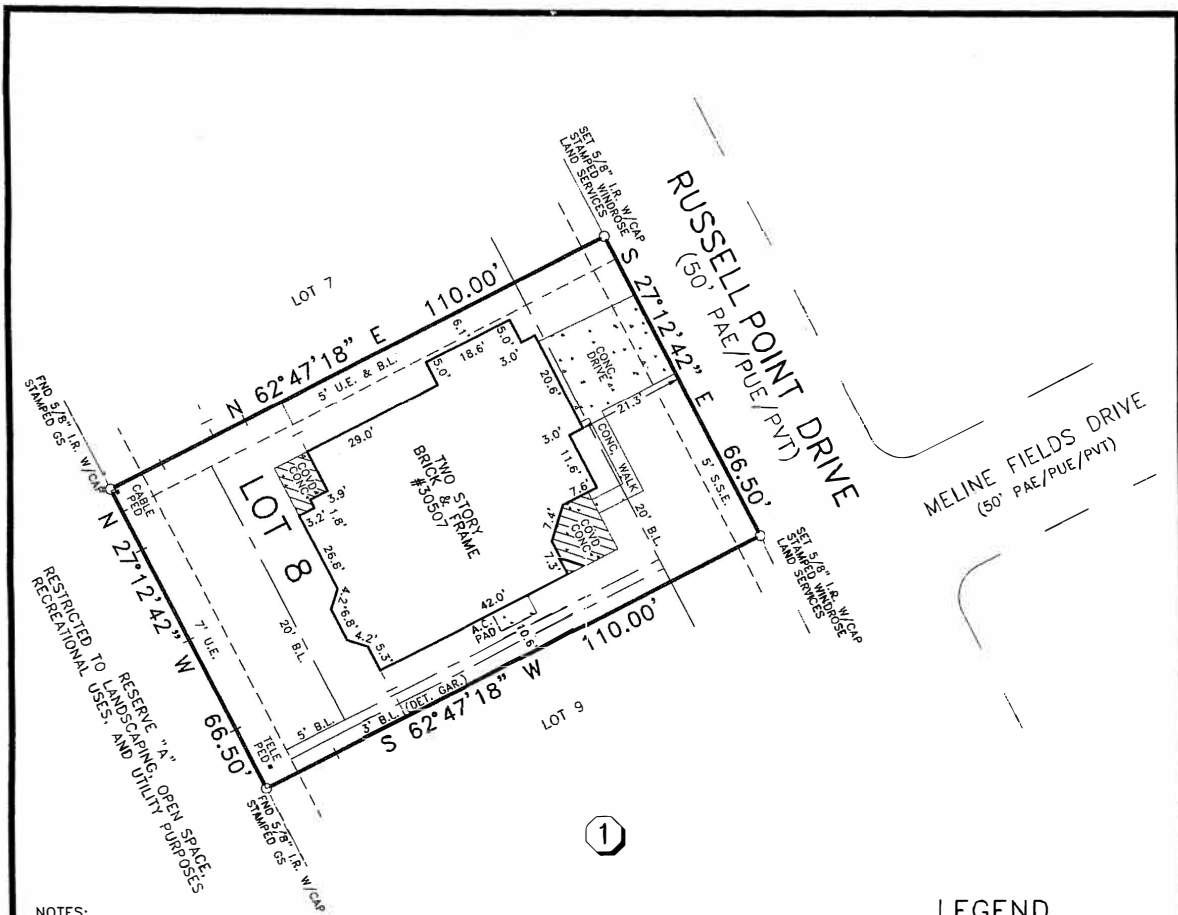 SET 5/8" I.R. W/CAP
STAMPED WINDROSE
LAND SERVICES
RUSSELL POINT DRIVE
(50' PAE/PUE/PVT)
MELINE FIELDS DRIVE
(50' PAE/PUE/PVT)
LOT 7
N 62°47'18" E 110.00'
5' U.E. & B.L.
6.1'
S 27°12'42" E 66.50'
5' S.S.E.
FND 5/8" I.R. W/CAP
STAMPED GS
CABLE
PED
N 27°12'42" W 66.50'
7' U.E.
20' B.L.
LOT 8
5.0'
18.6'
5.0'
3.0'
29.0'
20.6'
CONC.
DRIVE
21.3'
3.0'
11.6'
CONC. WALK
7.6'
20' B.L.
COVD
CONC.
3.9'
1.8'
3.2'
TWO STORY
BRICK & FRAME
#30507
7.4'
COVD
CONC.
7.3'
26.8'
4.2'
6.8'
4.2'
5.3'
42.0'
A.C.
PAD
10.6'
SET 5/8" I.R. W/CAP
STAMPED WINDROSE
LAND SERVICES
5' B.L.
3' B.L. (DET. GAR.)
S 62°47'18" W 110.00'
LOT 9
TELE
PED
FND 5/8" I.R. W/CAP
STAMPED GS
RESERVE "A"
RESTRICTED TO LANDSCAPING, OPEN SPACE,
RECREATIONAL USES, AND UTILITY PURPOSES
1
NOTES:
LEGEND